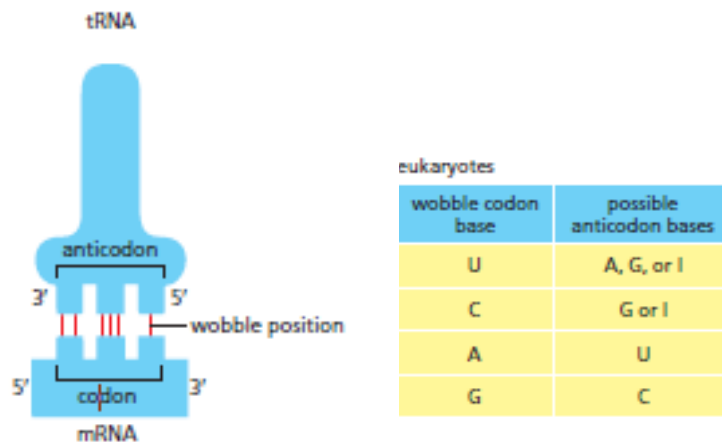 tRNA
anticodon
3′ 5′
wobble position
5′ codon 3′
mRNA
eukaryotes
wobble codon base possible anticodon bases
U A, G, or I
C G or I
A U
G C